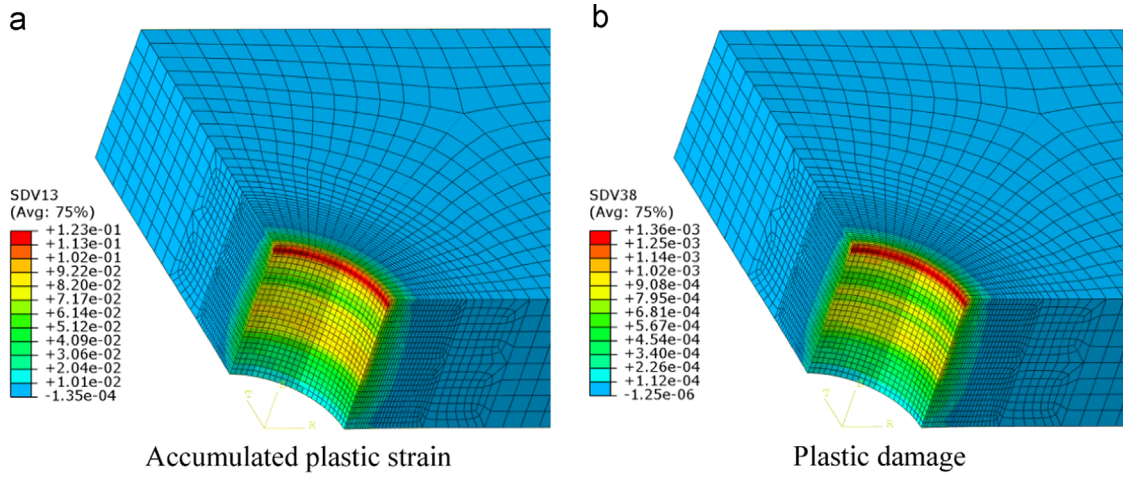 a
SDV13
(Avg: 75%)
+1.23e-01
+1.13e-01
+1.02e-01
+9.22e-02
+8.20e-02
+7.17e-02
+6.14e-02
+5.12e-02
+4.09e-02
+3.06e-02
+2.04e-02
+1.01e-02
-1.35e-04
T
R
Accumulated plastic strain
b
SDV38
(Avg: 75%)
+1.36e-03
+1.25e-03
+1.14e-03
+1.02e-03
+9.08e-04
+7.95e-04
+6.81e-04
+5.67e-04
+4.54e-04
+3.40e-04
+2.26e-04
+1.12e-04
-1.25e-06
T
R
Plastic damage